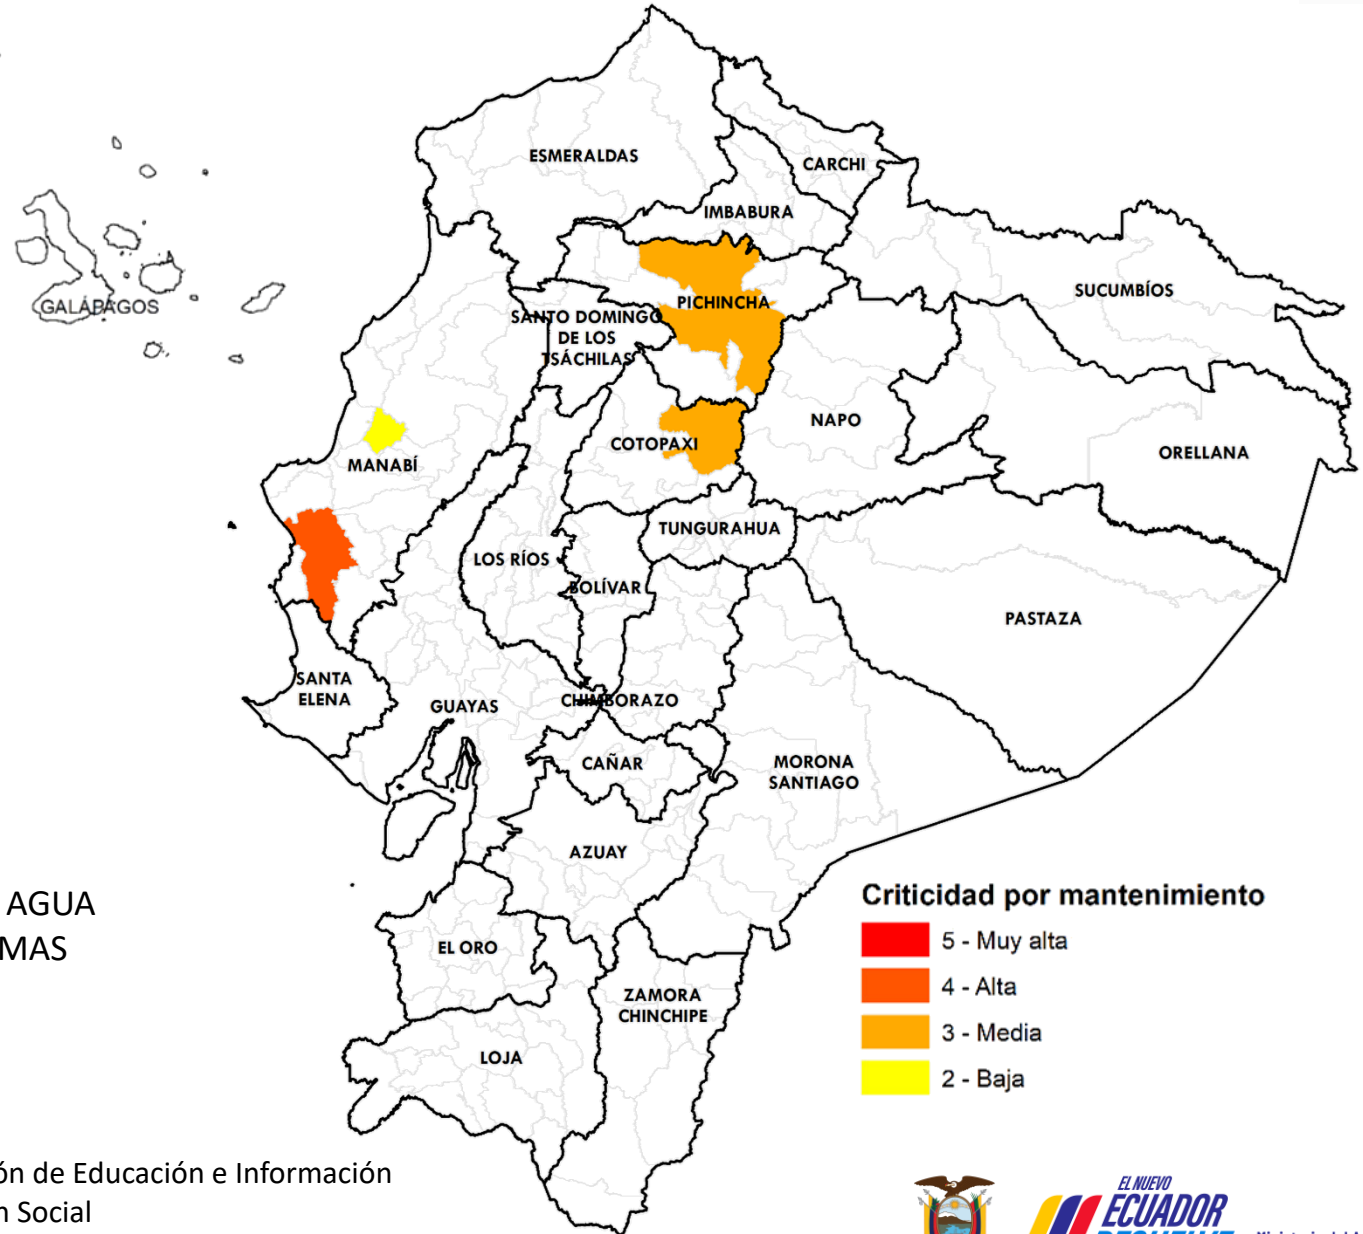 ESMERALDAS
CARCHI
IMBABURA
SUCUMBÍOS
PICHINCHA
GALÁPAGOS
SANTO DOMINGO
DE LOS
TSÁCHILAS
NAPO
ORELLANA
COTOPAXI
MANABÍ
TUNGURAHUA
LOS RÍOS
BOLÍVAR
PASTAZA
SANTA
ELENA
GUAYAS
CHIMBORAZO
CAÑAR
MORONA
SANTIAGO
AZUAY
EL ORO
ZAMORA
CHINCHIPE
LOJA
Criticidad por mantenimiento
5 - Muy alta
4 - Alta
3 - Media
2 - Baja
AGUA
MAS
ón de Educación e Información
n Social
EL NUEVO
ECUADOR